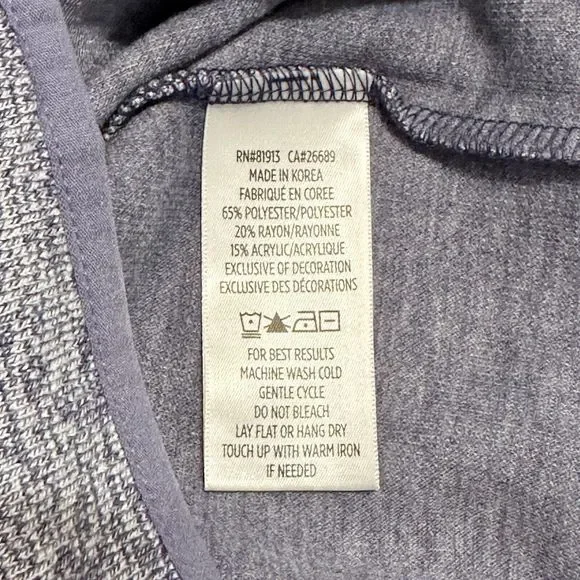 RN#81913 CA#26689
MADE IN KOREA
FABRIQUÉ EN COREE
65% POLYESTER/POLYESTER
20% RAYON/RAYONNE
15% ACRYLIC/ACRYLIQUE
EXCLUSIVE OF DECORATION
EXCLUSIVE DES DÉCORATIONS
FOR BEST RESULTS
MACHINE WASH COLD
GENTLE CYCLE
DO NOT BLEACH
LAY FLAT OR HANG DRY
TOUCH UP WITH WARM IRON
IF NEEDED